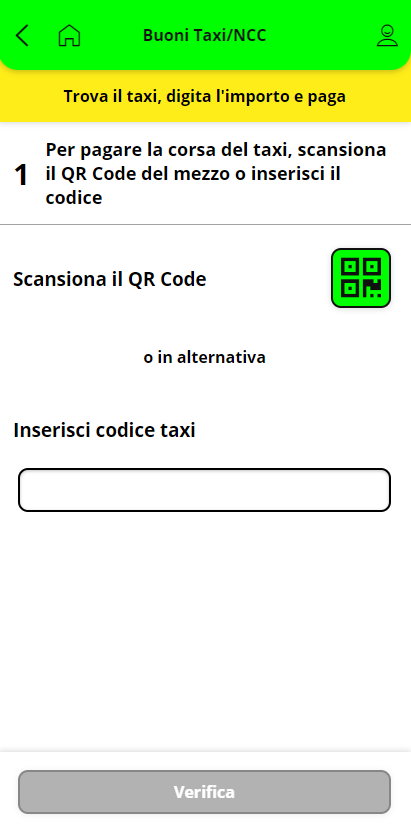 Buoni Taxi/NCC
Trova il taxi, digita l'importo e paga
1
Per pagare la corsa del taxi, scansiona
il QR Code del mezzo o inserisci il
codice
Scansiona il QR Code
o in alternativa
Inserisci codice taxi
Verifica